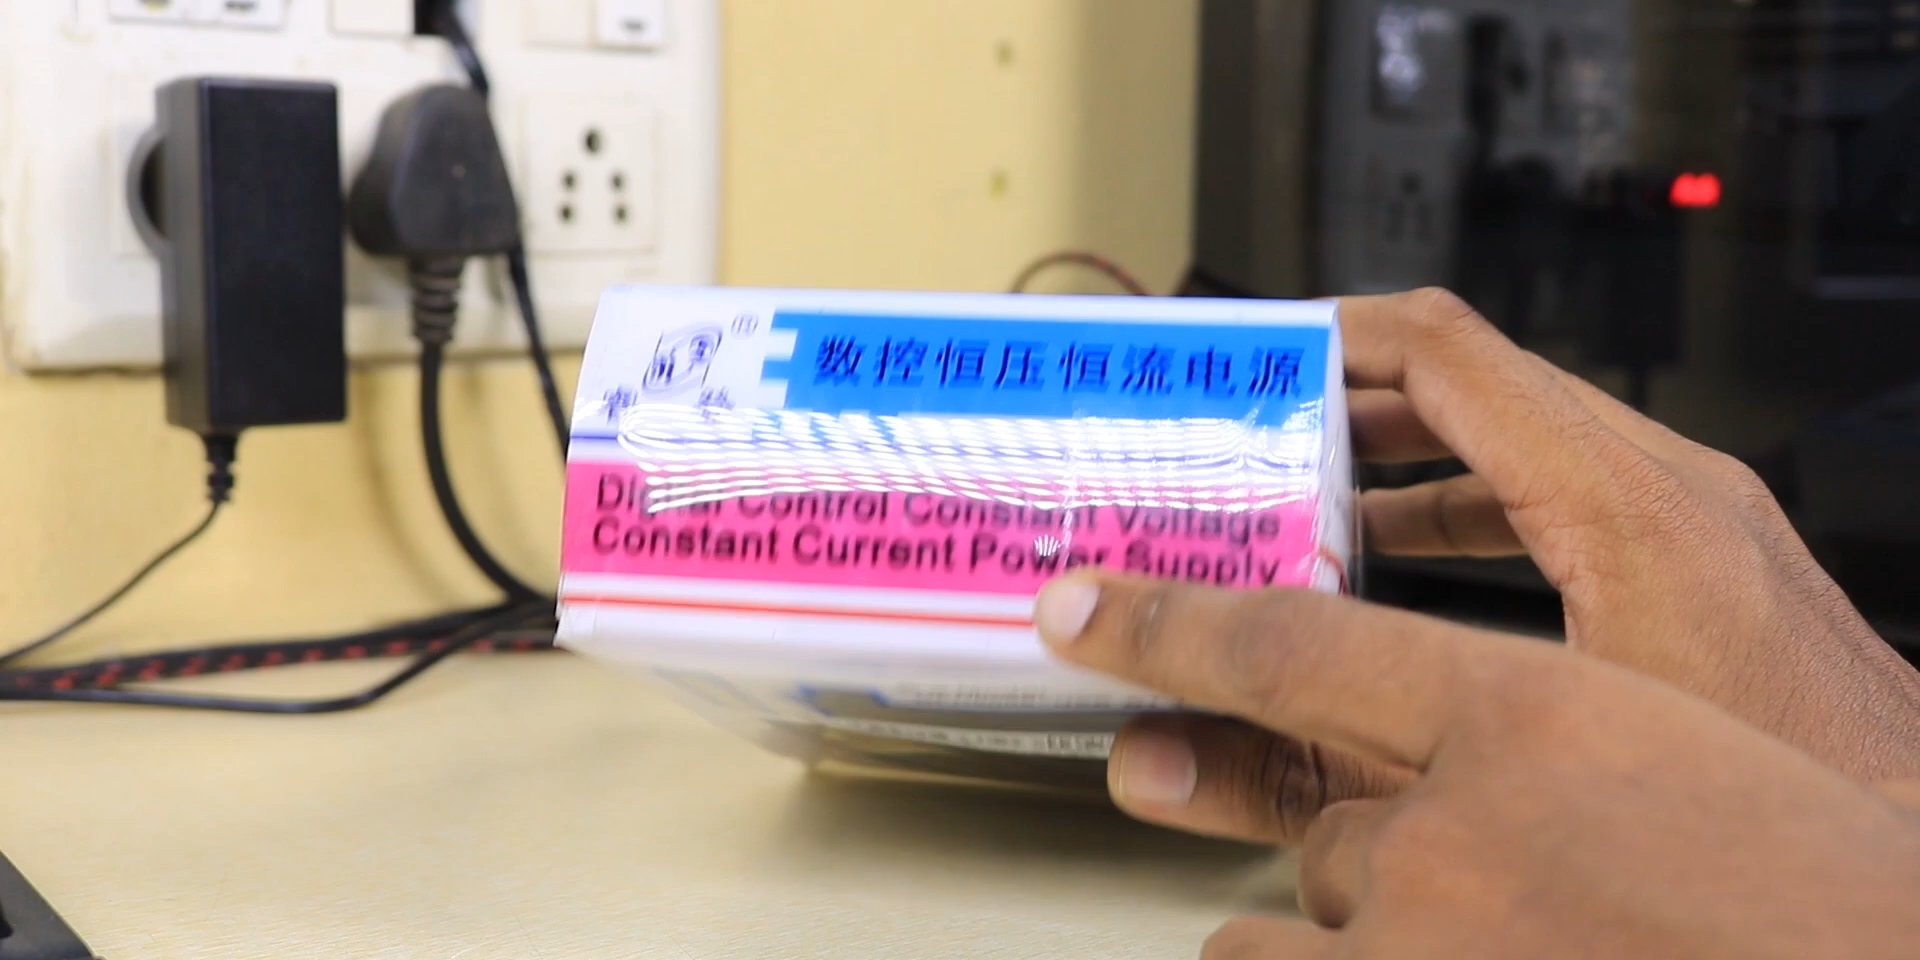 数控恒压恒流电源
Digital Control Constant Voltage
Constant Current Power Supply